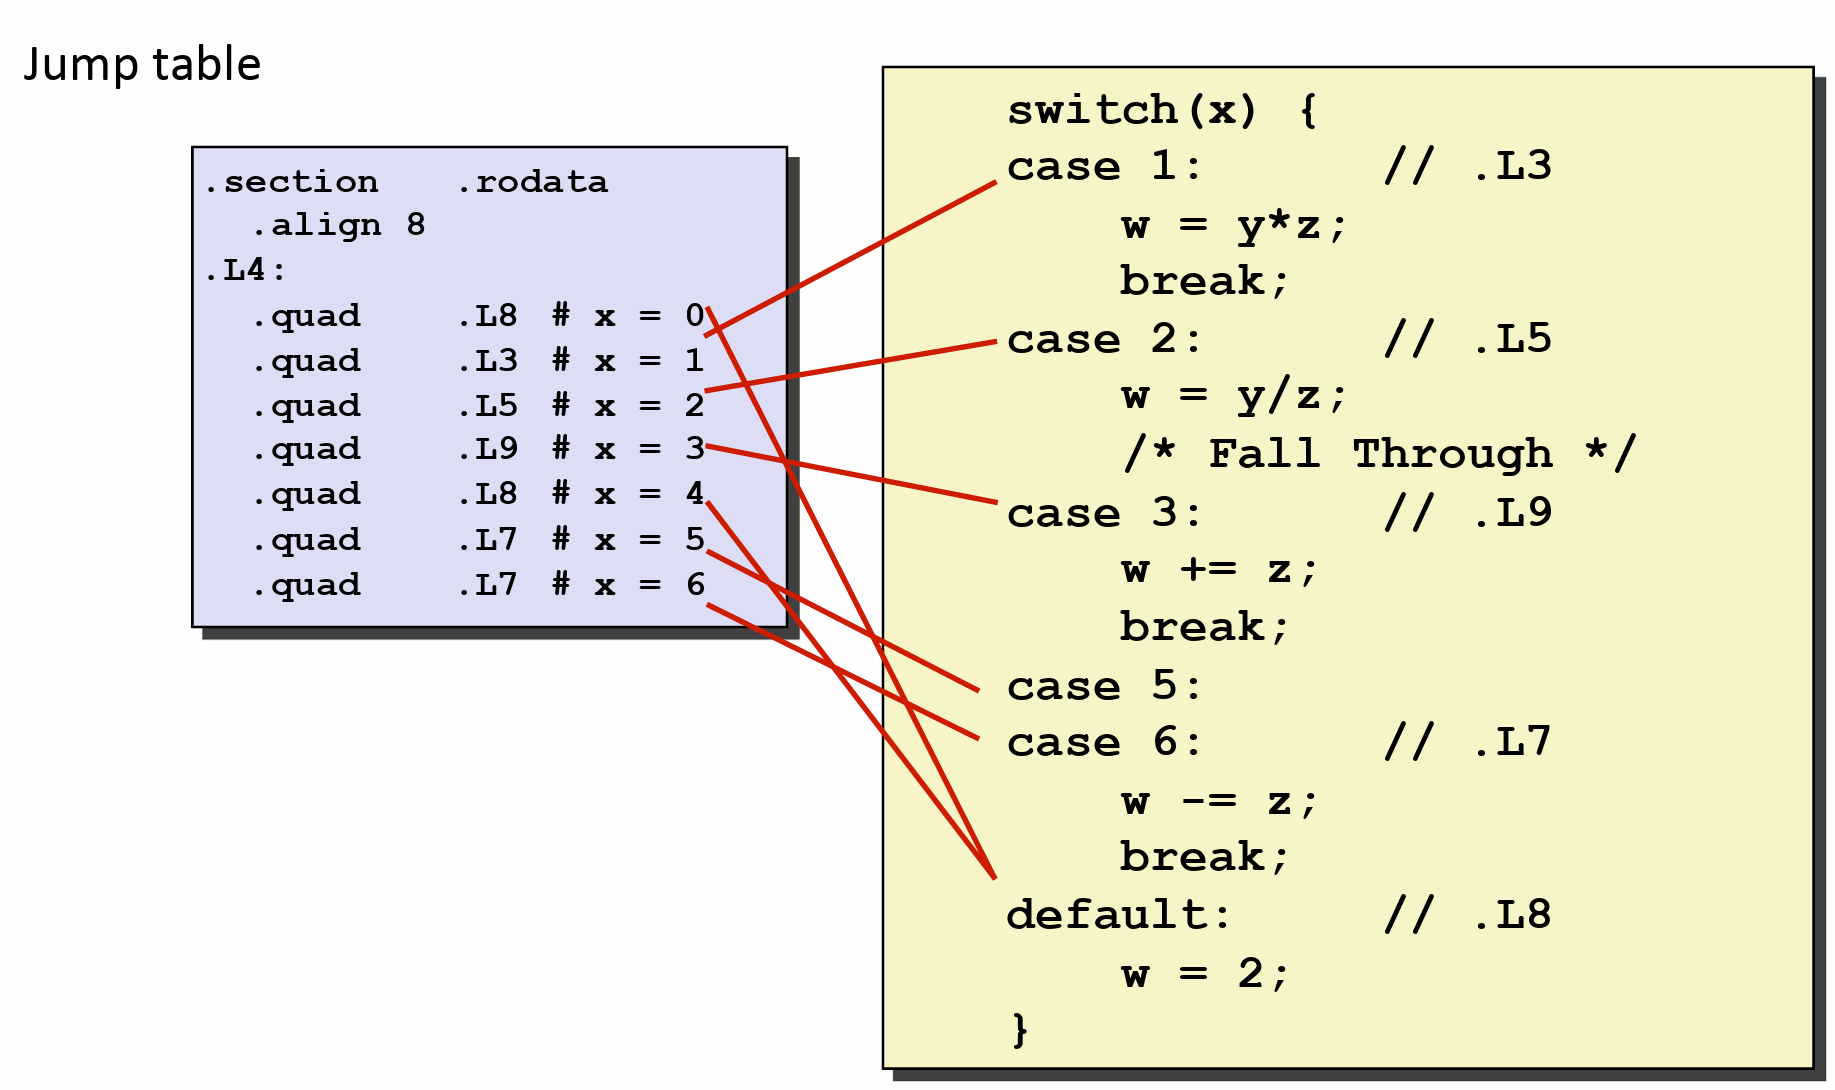 Jump table
.section .rodata
.align 8
.L4:
.quad .L8 # x = 0
.quad .L3 # x = 1
.quad .L5 # x = 2
.quad .L9 # x = 3
.quad .L8 # x = 4
.quad .L7 # x = 5
.quad .L7 # x = 6
switch(x) {
case 1: // .L3
w = y*z;
break;
case 2: // .L5
w = y/z;
/* Fall Through */
case 3: // .L9
w += z;
break;
case 5:
case 6: // .L7
w -= z;
break;
default: // .L8
w = 2;
}